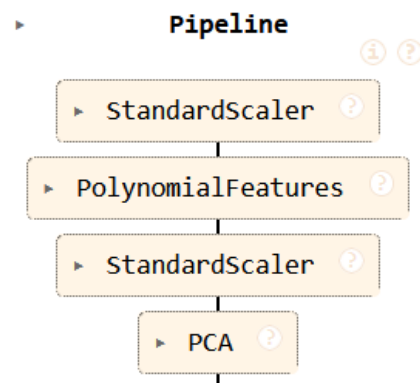 ▸ Pipeline
i ?
▸ StandardScaler ?
▸ PolynomialFeatures ?
▸ StandardScaler ?
▸ PCA ?